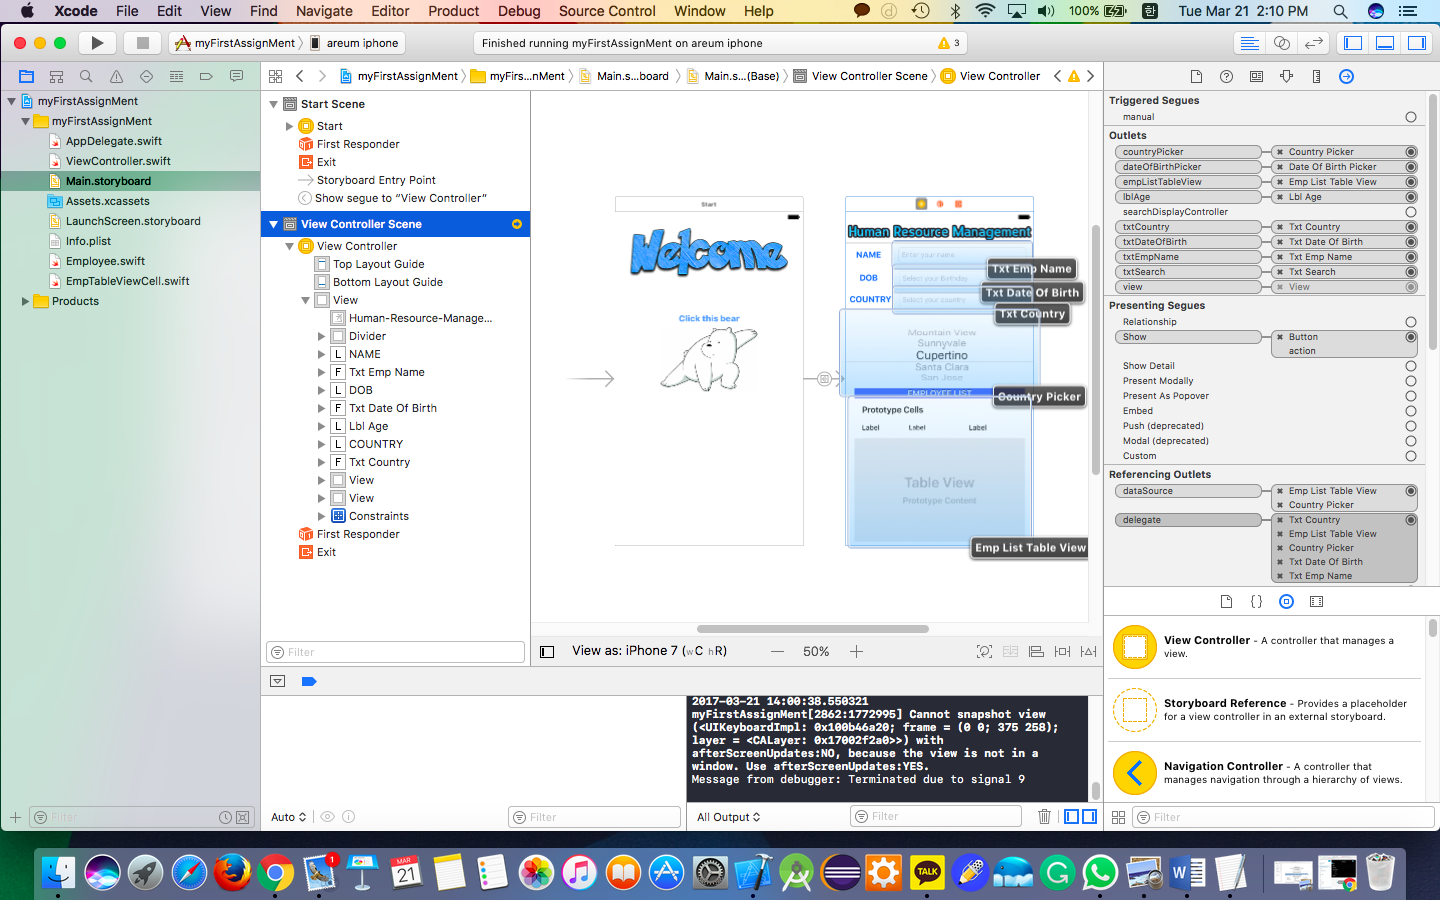 Xcode File Edit View Find Navigate Editor Product Debug Source Control Window Help 100% Tue Mar 21 2:10 PM
myFirstAssignMent areum iphone Finished running myFirstAssignMent on areum iphone 3
myFirstAssignMent myFirs...nMent Main.s...board Main.s...(Base) View Controller Scene View Controller
myFirstAssignMent
myFirstAssignMent
AppDelegate.swift
ViewController.swift
Main.storyboard
Assets.xcassets
LaunchScreen.storyboard
Info.plist
Employee.swift
EmpTableViewCell.swift
Products
Filter
Start Scene
Start
First Responder
Exit
Storyboard Entry Point
Show segue to “View Controller”
View Controller Scene
View Controller
Top Layout Guide
Bottom Layout Guide
View
Human-Resource-Manage...
Divider
L NAME
F Txt Emp Name
L DOB
F Txt Date Of Birth
L Lbl Age
L COUNTRY
F Txt Country
View
View
Constraints
First Responder
Exit
Filter
Start
Welcome
Click this bear
Human Resource Management
NAME Enter your name
Txt Emp Name
DOB Select your Birthday
Txt Date Of Birth
COUNTRY Select your country
Txt Country
Mountain View
Sunnyvale
Cupertino
Santa Clara
San Jose
EMPLOYEE LIST
Country Picker
Prototype Cells
Label Label Label
Table View
Prototype Content
Emp List Table View
View as: iPhone 7 (wC hR) — 50% +
2017-03-21 14:00:38.550321
myFirstAssignMent[2862:1772995] Cannot snapshot view
(<UIKeyboardImpl: 0x100b46a20; frame = (0 0; 375 258);
layer = <CALayer: 0x17002f2a0>>) with
afterScreenUpdates:NO, because the view is not in a
window. Use afterScreenUpdates:YES.
Message from debugger: Terminated due to signal 9
Auto Filter
All Output Filter
Triggered Segues
manual
Outlets
countryPicker Country Picker
dateOfBirthPicker Date Of Birth Picker
empListTableView Emp List Table View
lblAge Lbl Age
searchDisplayController
txtCountry Txt Country
txtDateOfBirth Txt Date Of Birth
txtEmpName Txt Emp Name
txtSearch Txt Search
view View
Presenting Segues
Relationship
Show Button
action
Show Detail
Present Modally
Present As Popover
Embed
Push (deprecated)
Modal (deprecated)
Custom
Referencing Outlets
dataSource Emp List Table View
Country Picker
delegate Txt Country
Emp List Table View
Country Picker
Txt Date Of Birth
Txt Emp Name
View Controller - A controller that manages a
view.
Storyboard Reference - Provides a placeholder
for a view controller in an external storyboard.
Navigation Controller - A controller that
manages navigation through a hierarchy of views.
Filter
1
MAR
21
TALK